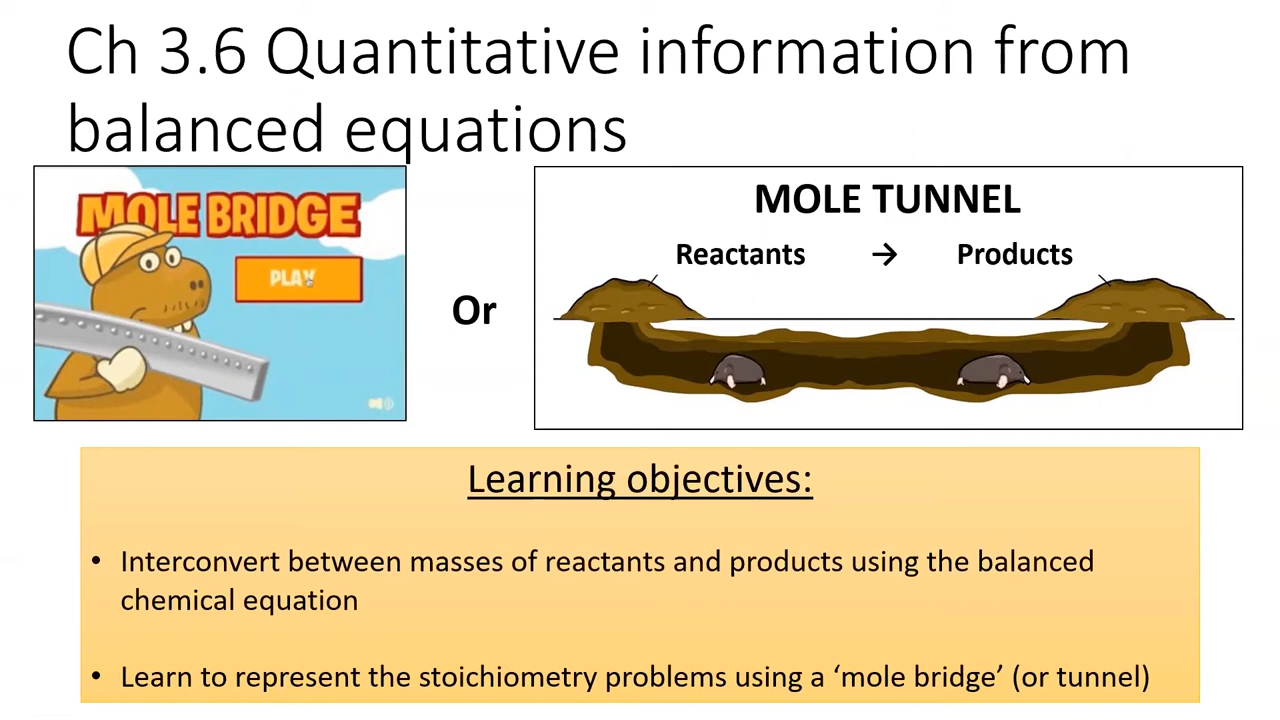 Ch 3.6 Quantitative information from
balanced equations
MOLE BRIDGE
PLAY
Or
MOLE TUNNEL
Reactants → Products
Learning objectives:
• Interconvert between masses of reactants and products using the balanced
chemical equation
• Learn to represent the stoichiometry problems using a ‘mole bridge’ (or tunnel)